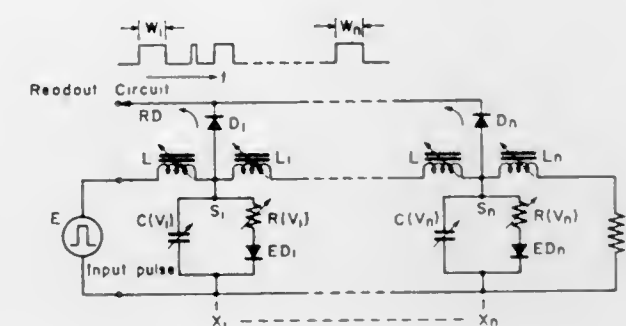 W₁ Wn
t
Readout Circuit
RD D₁ Dn
L L₁ L Ln
S₁ Sn
E C(V₁) R(V₁) C(Vn) R(Vn)
ED₁ EDn
Input pulse
X₁ Xn